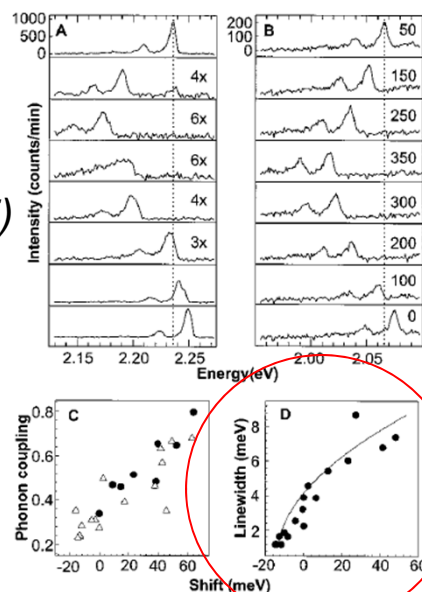 1000
500
0
A
4x
6x
6x
4x
3x
2.15
2.20
2.25
Intensity (counts/min)
)
200
100
0
B
50
150
250
350
300
200
100
0
2.00
2.05
Energy(eV)
C
0.8
0.6
0.4
0.2
Phonon coupling
-20
0
20
40
60
D
8
6
4
2
Linewidth (meV)
-20
0
20
40
Shift (meV)